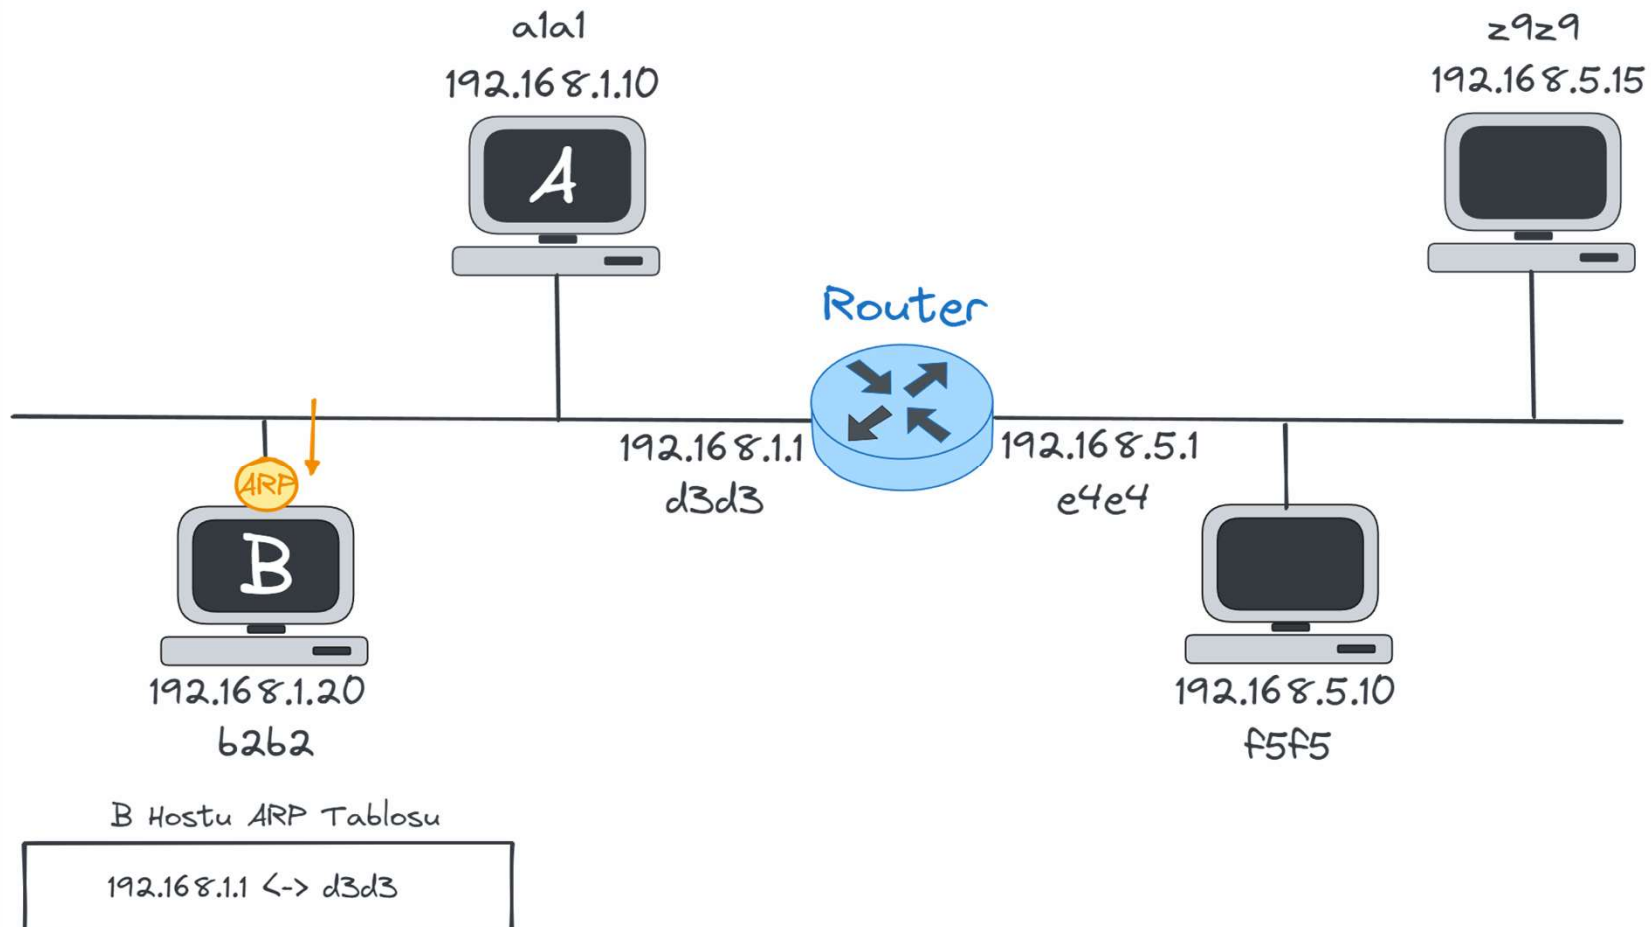 a1a1
192.168.1.10
A
z9z9
192.168.5.15
Router
192.168.1.1
d3d3
192.168.5.1
e4e4
ARP
B
192.168.1.20
b2b2
192.168.5.10
f5f5
B Hostu ARP Tablosu
192.168.1.1 <-> d3d3